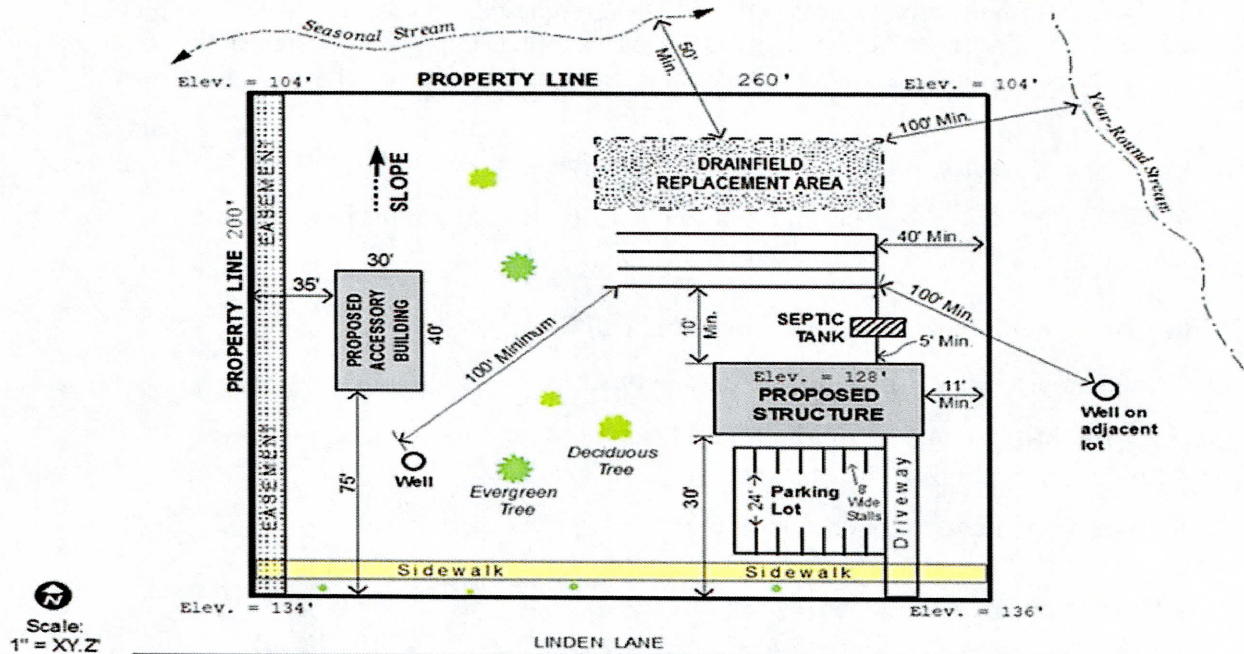 Seasonal Stream
50' Min.
Elev. = 104'
PROPERTY LINE
260'
Elev. = 104'
Year-Round Stream
100' Min.
EASEMENT
SLOPE
DRAINFIELD
REPLACEMENT AREA
PROPERTY LINE 200'
40' Min.
30'
35'
PROPOSED
ACCESSORY
BUILDING
40'
100' Minimum
10'
Min.
SEPTIC
TANK
100' Min.
5' Min.
Elev. = 128'
PROPOSED
STRUCTURE
11'
Min.
Well on
adjacent
lot
Deciduous
Tree
Well
75'
EASEMENT
Evergreen
Tree
30'
24'
Parking
Lot
8'
Wide
Stalls
Driveway
Sidewalk
Sidewalk
Elev. = 134'
Elev. = 136'
N
Scale:
1" = XY.Z'
LINDEN LANE